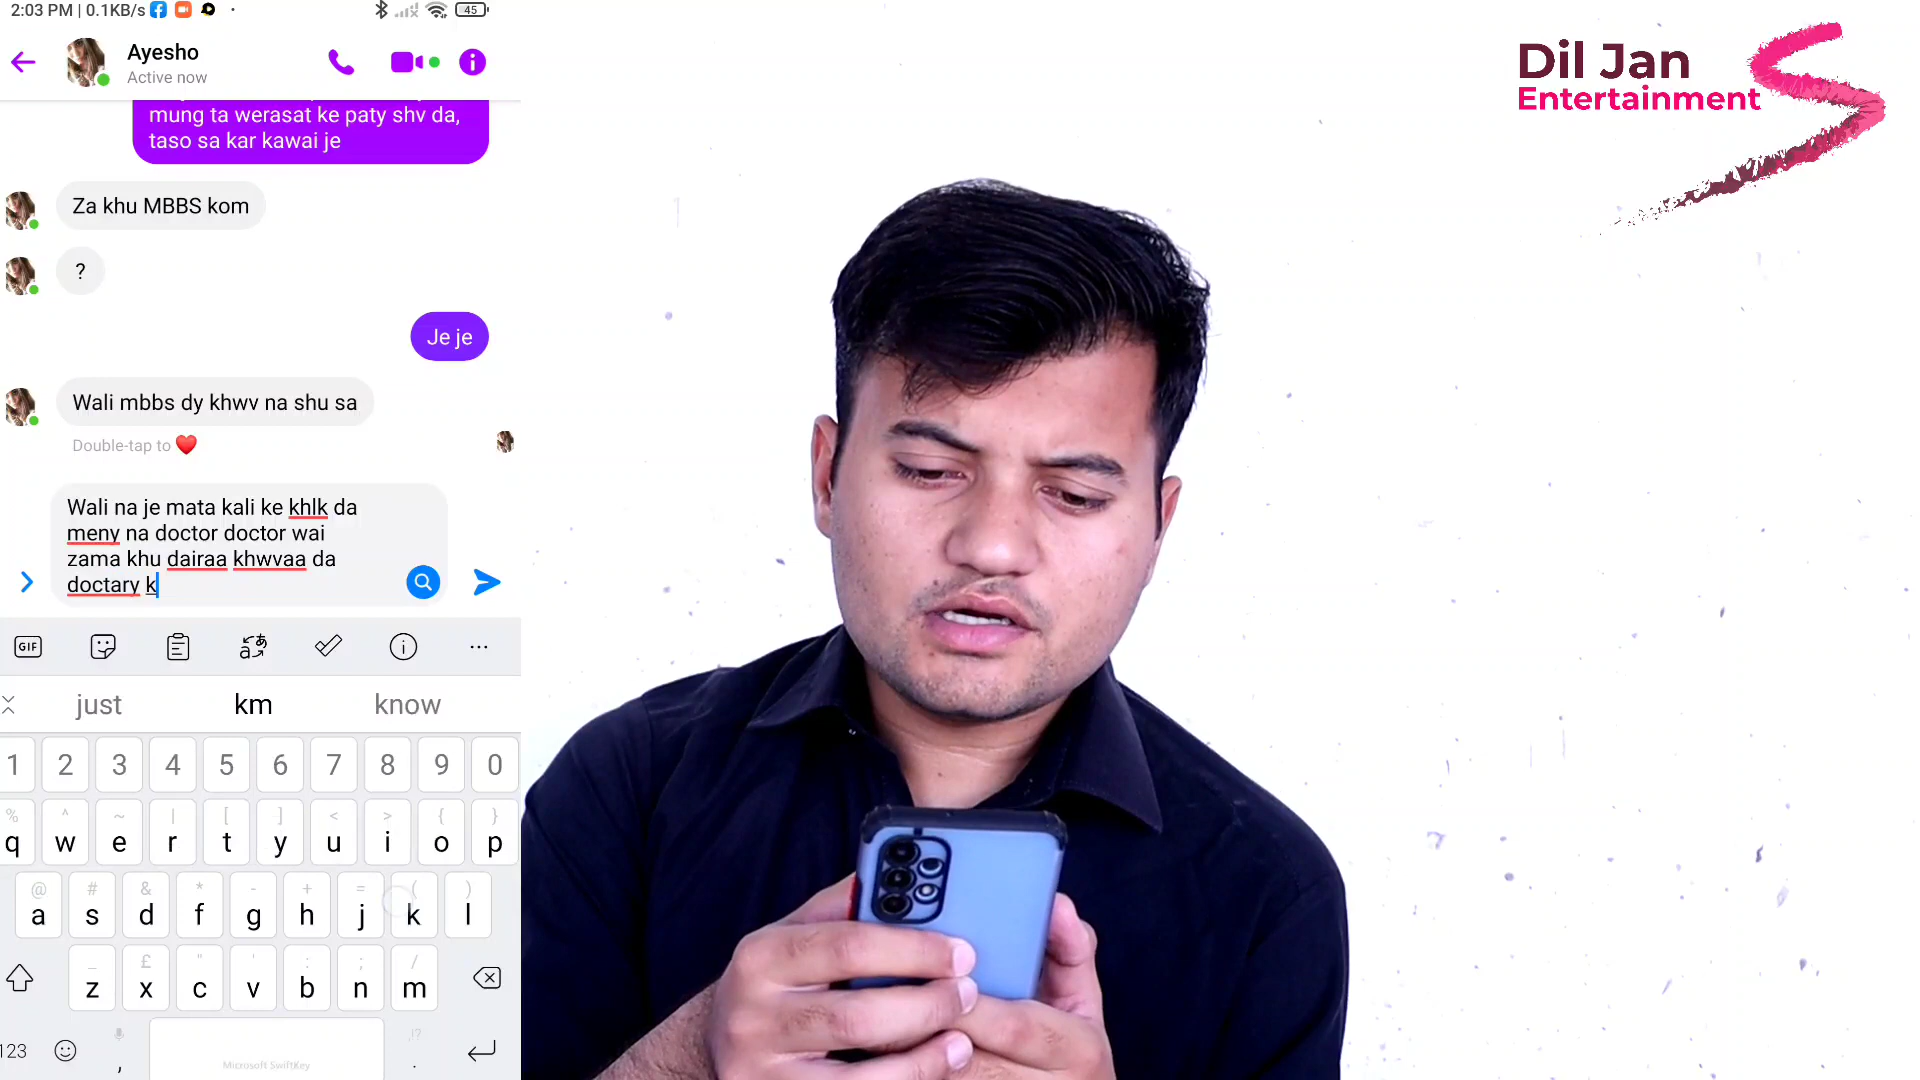 2:03 PM | 0.1KB/s
45
Ayesho
Active now
mung ta werasat ke paty shv da,
taso sa kar kawai je
Za khu MBBS kom
?
Je je
Wali mbbs dy khwv na shu sa
Double-tap to
Wali na je mata kali ke khlk da
meny na doctor doctor wai
zama khu dairaa khwvaa da
doctary k
GIF
just km know
1 2 3 4 5 6 7 8 9 0
% ^ ~ | [ ] < > { }
q w e r t y u i o p
@ # & * - + = ( )
a s d f g h j k l
_ £ " ' : ; /
z x c v b n m
123 , Microsoft SwiftKey ,!? .
Dil Jan
Entertainment